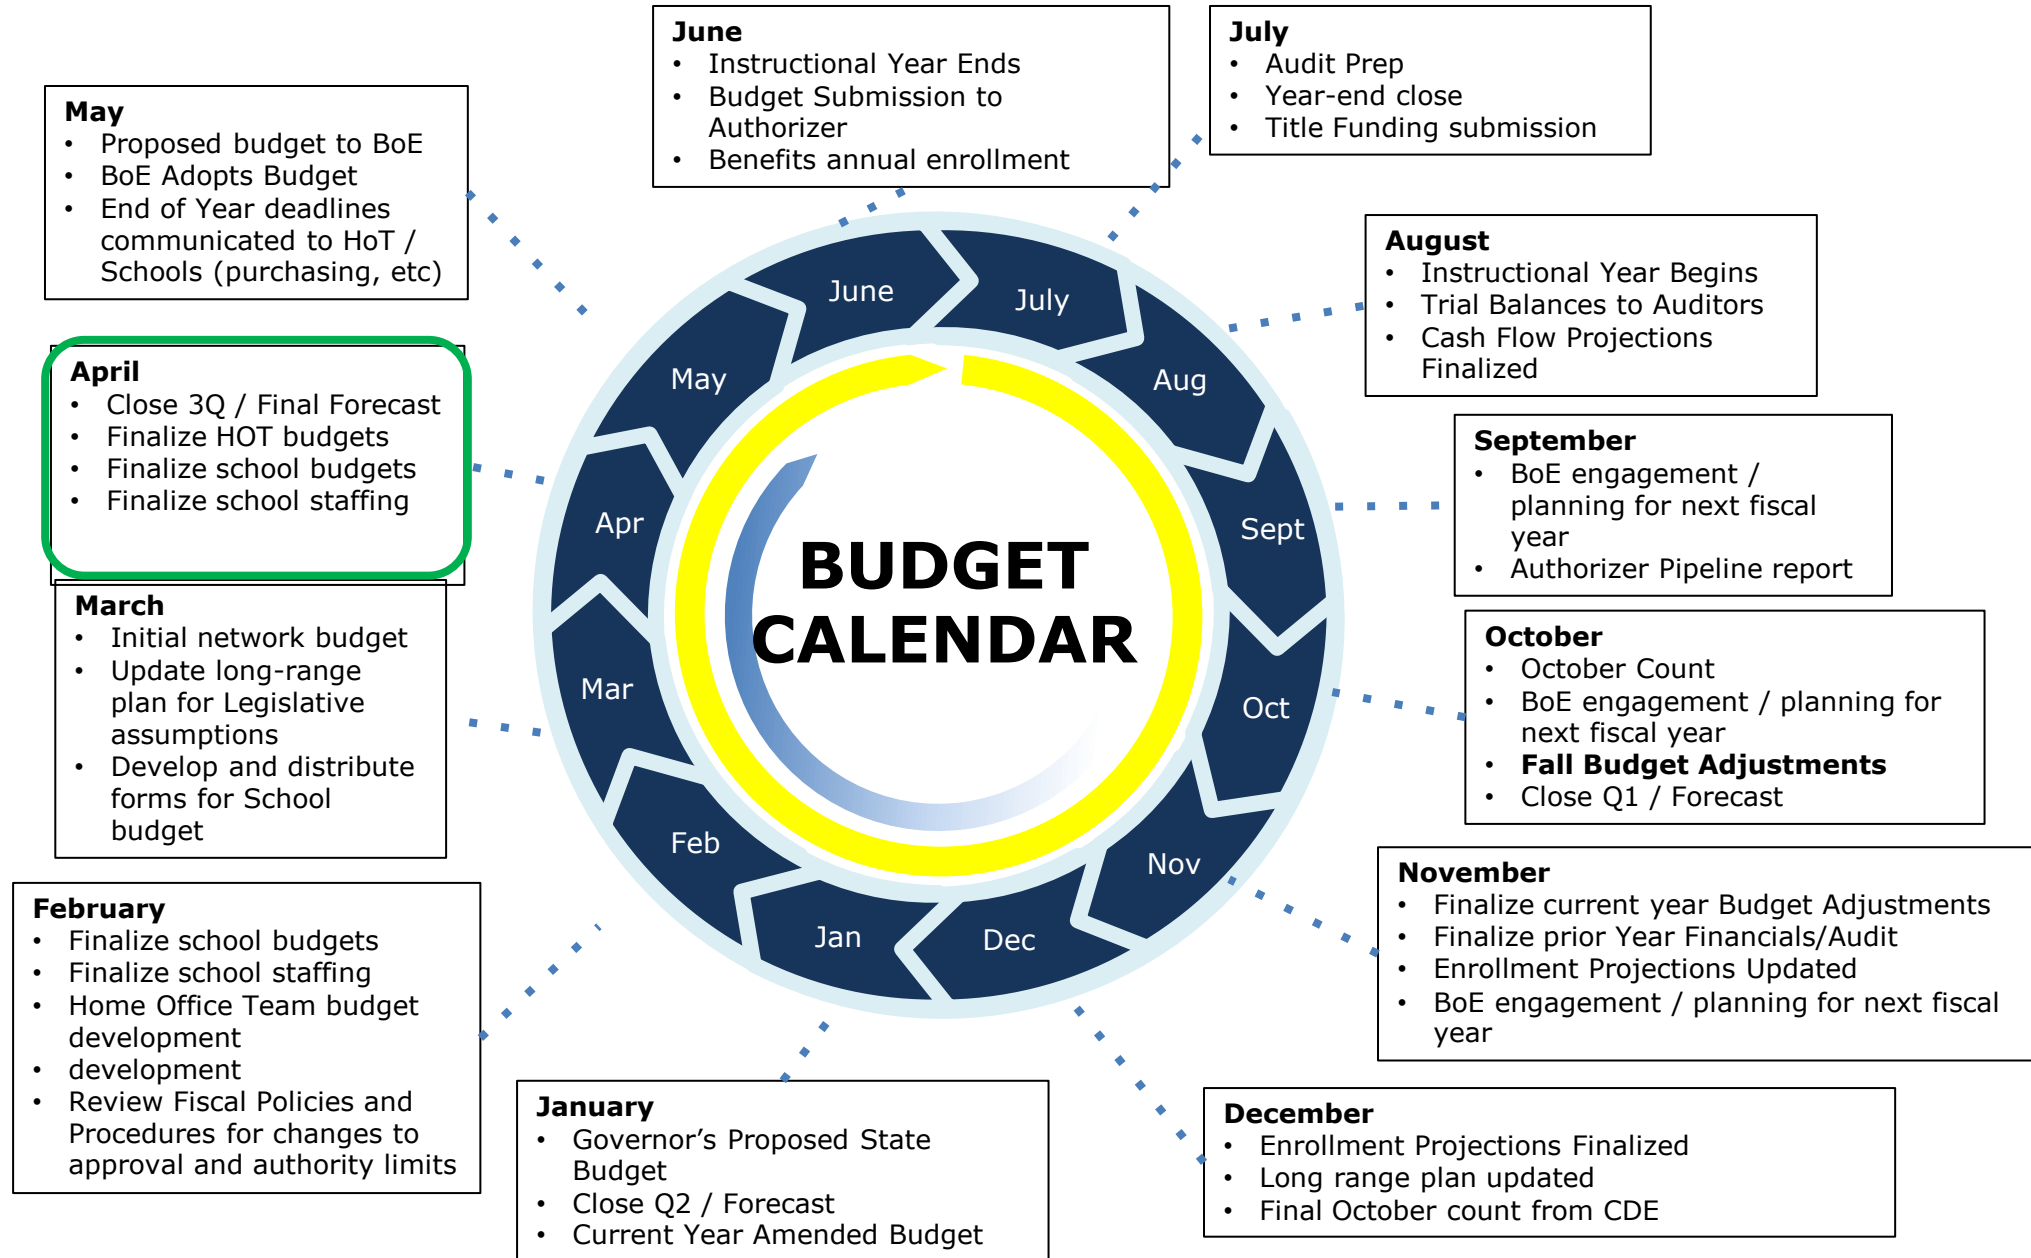 June
• Instructional Year Ends
• Budget Submission to
Authorizer
• Benefits annual enrollment
July
• Audit Prep
• Year-end close
• Title Funding submission
May
• Proposed budget to BoE
• BoE Adopts Budget
• End of Year deadlines
communicated to HoT /
Schools (purchasing, etc)
August
• Instructional Year Begins
• Trial Balances to Auditors
• Cash Flow Projections
Finalized
April
• Close 3Q / Final Forecast
• Finalize HOT budgets
• Finalize school budgets
• Finalize school staffing
September
• BoE engagement /
planning for next fiscal
year
• Authorizer Pipeline report
March
• Initial network budget
• Update long-range
plan for Legislative
assumptions
• Develop and distribute
forms for School
budget
October
• October Count
• BoE engagement / planning for
next fiscal year
• Fall Budget Adjustments
• Close Q1 / Forecast
February
• Finalize school budgets
• Finalize school staffing
• Home Office Team budget
development
• development
• Review Fiscal Policies and
Procedures for changes to
approval and authority limits
November
• Finalize current year Budget Adjustments
• Finalize prior Year Financials/Audit
• Enrollment Projections Updated
• BoE engagement / planning for next fiscal
year
January
• Governor’s Proposed State
Budget
• Close Q2 / Forecast
• Current Year Amended Budget
December
• Enrollment Projections Finalized
• Long range plan updated
• Final October count from CDE
June
July
Aug
Sept
Oct
Nov
Dec
Jan
Feb
Mar
Apr
May
BUDGET
CALENDAR